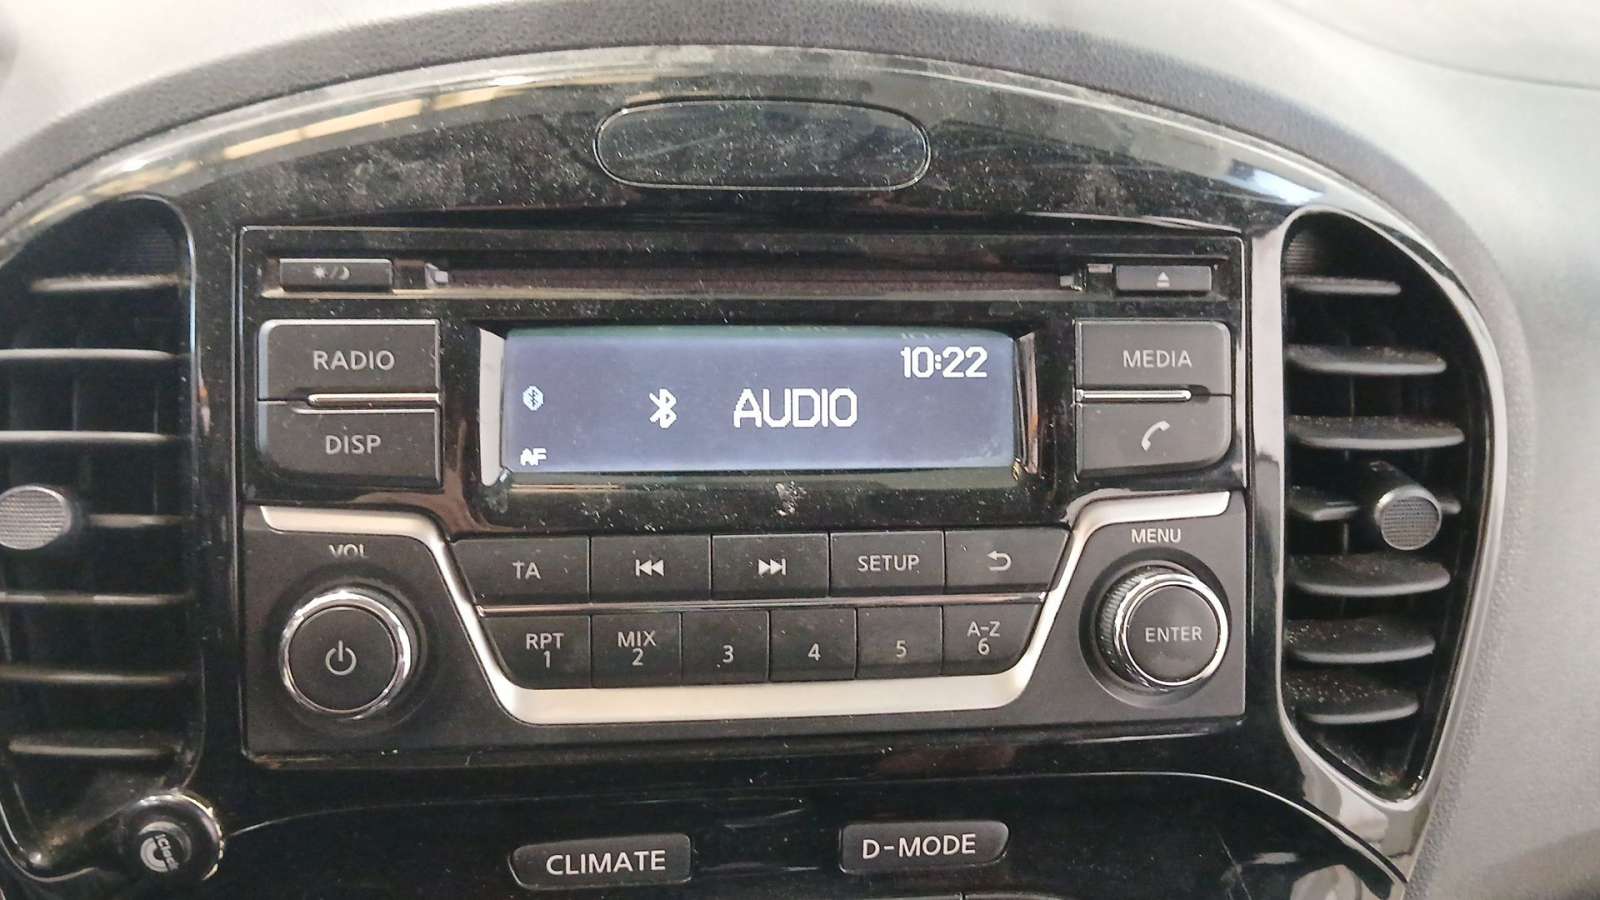 RADIO
DISP
10:22
AUDIO
AF
MEDIA
VOL
MENU
TA
SETUP
RPT
1
MIX
2
3
4
5
A-Z
6
ENTER
CLIMATE
D-MODE